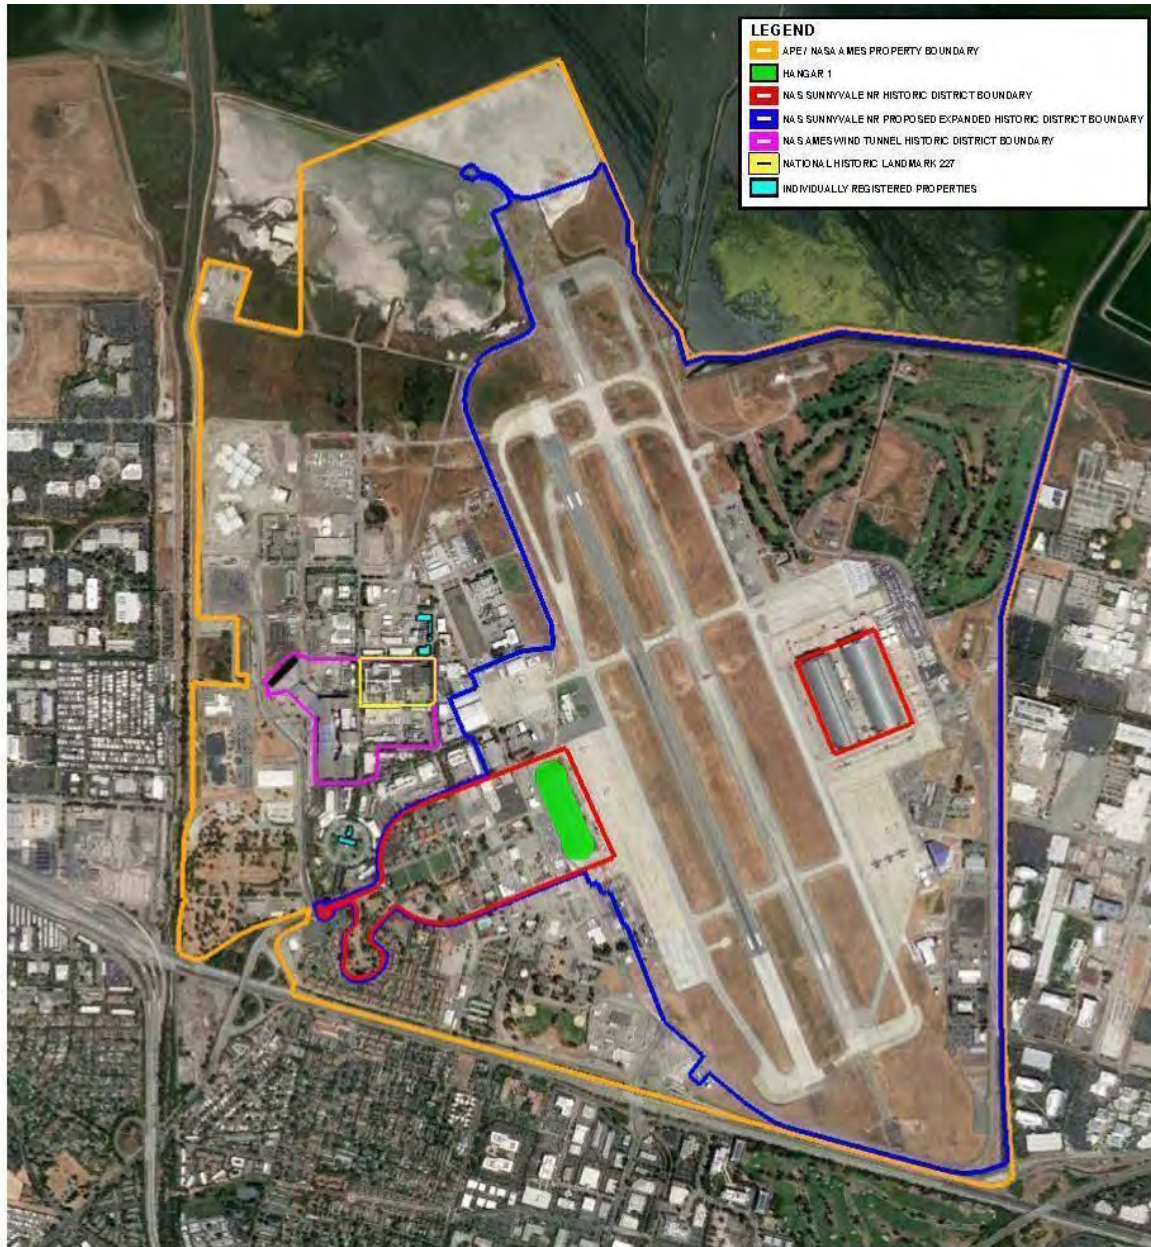 LEGEND
APE / NASA AMES PROPERTY BOUNDARY
HANGAR 1
NAS SUNNYVALE NR HISTORIC DISTRICT BOUNDARY
NAS SUNNYVALE NR PROPOSED EXPANDED HISTORIC DISTRICT BOUNDARY
NAS AMES WIND TUNNEL HISTORIC DISTRICT BOUNDARY
NATIONAL HISTORIC LANDMARK 227
INDIVIDUALLY REGISTERED PROPERTIES